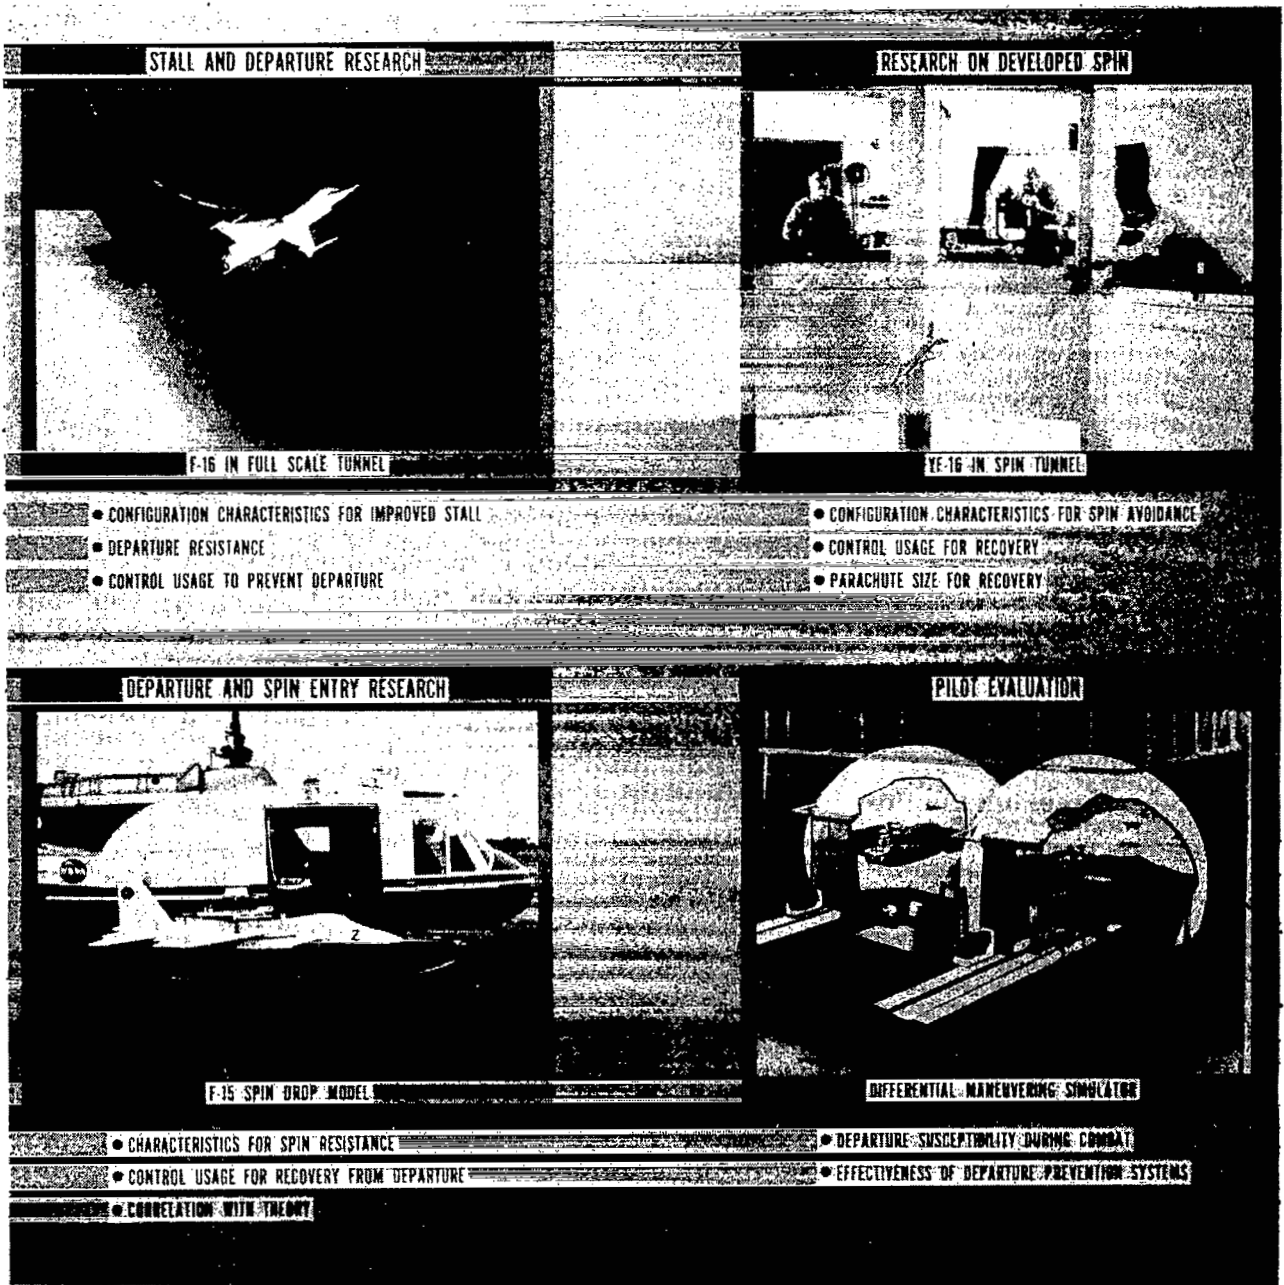 STALL AND DEPARTURE RESEARCH
F-16 IN FULL SCALE TUNNEL
• CONFIGURATION CHARACTERISTICS FOR IMPROVED STALL
• DEPARTURE RESISTANCE
• CONTROL USAGE TO PREVENT DEPARTURE
RESEARCH ON DEVELOPED SPIN
YF-16 IN SPIN TUNNEL
• CONFIGURATION CHARACTERISTICS FOR SPIN AVOIDANCE
• CONTROL USAGE FOR RECOVERY
• PARACHUTE SIZE FOR RECOVERY
DEPARTURE AND SPIN ENTRY RESEARCH
NASA
2
F-15 SPIN DROP MODEL
• CHARACTERISTICS FOR SPIN RESISTANCE
• CONTROL USAGE FOR RECOVERY FROM DEPARTURE
• CORRELATION WITH THEORY
PILOT EVALUATION
DIFFERENTIAL MANEUVERING SIMULATOR
• DEPARTURE SUSCEPTIBILITY DURING COMBAT
• EFFECTIVENESS OF DEPARTURE PREVENTION SYSTEMS